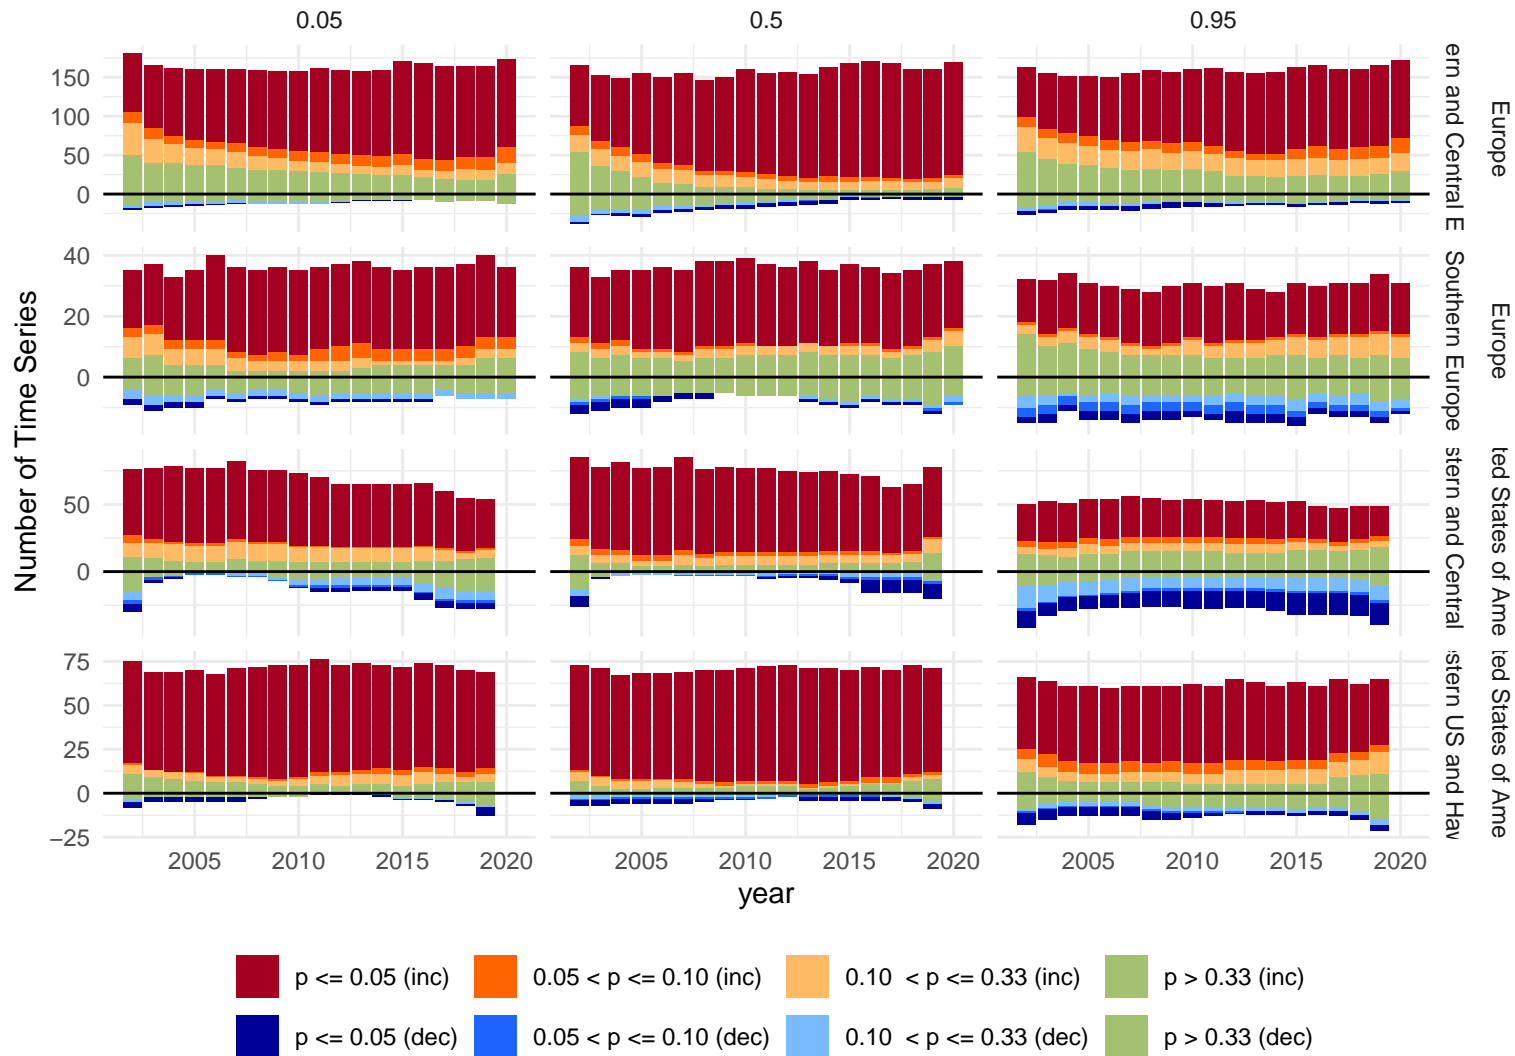 0.05
0.5
0.95
Number of Time Series
150
100
50
0
ern and Central E
Europe
40
20
0
Southern Europe
Europe
50
0
stern and Central
ted States of Ame
75
50
25
0
−25
stern US and Hav
ted States of Ame
2005
2010
2015
2020
2005
2010
2015
2020
2005
2010
2015
2020
year
p <= 0.05 (inc)
0.05 < p <= 0.10 (inc)
0.10 < p <= 0.33 (inc)
p > 0.33 (inc)
p <= 0.05 (dec)
0.05 < p <= 0.10 (dec)
0.10 < p <= 0.33 (dec)
p > 0.33 (dec)